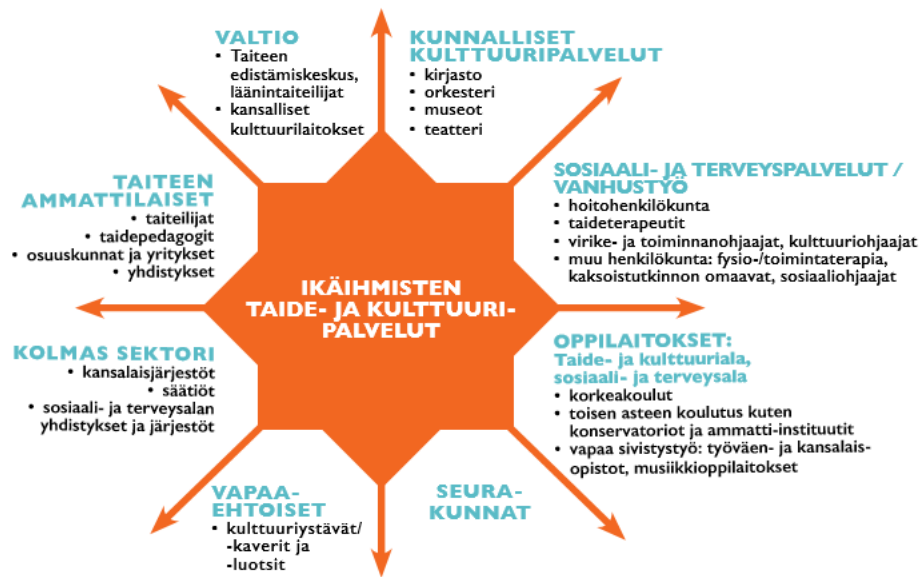 VALTIO
• Taiteen
edistämiskeskus,
läänintaiteilijat
• kansalliset
kulttuurilaitokset
KUNNALLISET
KULTTUURIPALVELUT
• kirjasto
• orkesteri
• museot
• teatteri
SOSIAALI- JA TERVEYSPALVELUT /
VANHUSTYÖ
• hoitohenkilökunta
• taideterapeutit
• virike- ja toiminnanohjaajat, kulttuuriohjaajat
• muu henkilökunta: fysio-/toimintaterapia,
kaksoistutkinnon omaavat, sosiaaliohjaajat
TAITEEN
AMMATTILAISET
• taiteilijat
• taidepedagogit
• osuuskunnat ja yritykset
• yhdistykset
IKÄIHMISTEN
TAIDE- JA KULTTUURI-
PALVELUT
KOLMAS SEKTORI
• kansalaisjärjestöt
• säätiöt
• sosiaali- ja terveysalan
yhdistykset ja järjestöt
OPPILAITOKSET:
Taide- ja kulttuuriala,
sosiaali- ja terveysala
• korkeakoulut
• toisen asteen koulutus kuten
konservatoriot ja ammatti-instituutit
• vapaa sivistystyö: työväen- ja kansalais-
opistot, musiikkioppilaitokset
VAPAA-
EHTOISET
• kulttuuriystävät/
-kaverit ja
-luotsit
SEURA-
KUNNAT